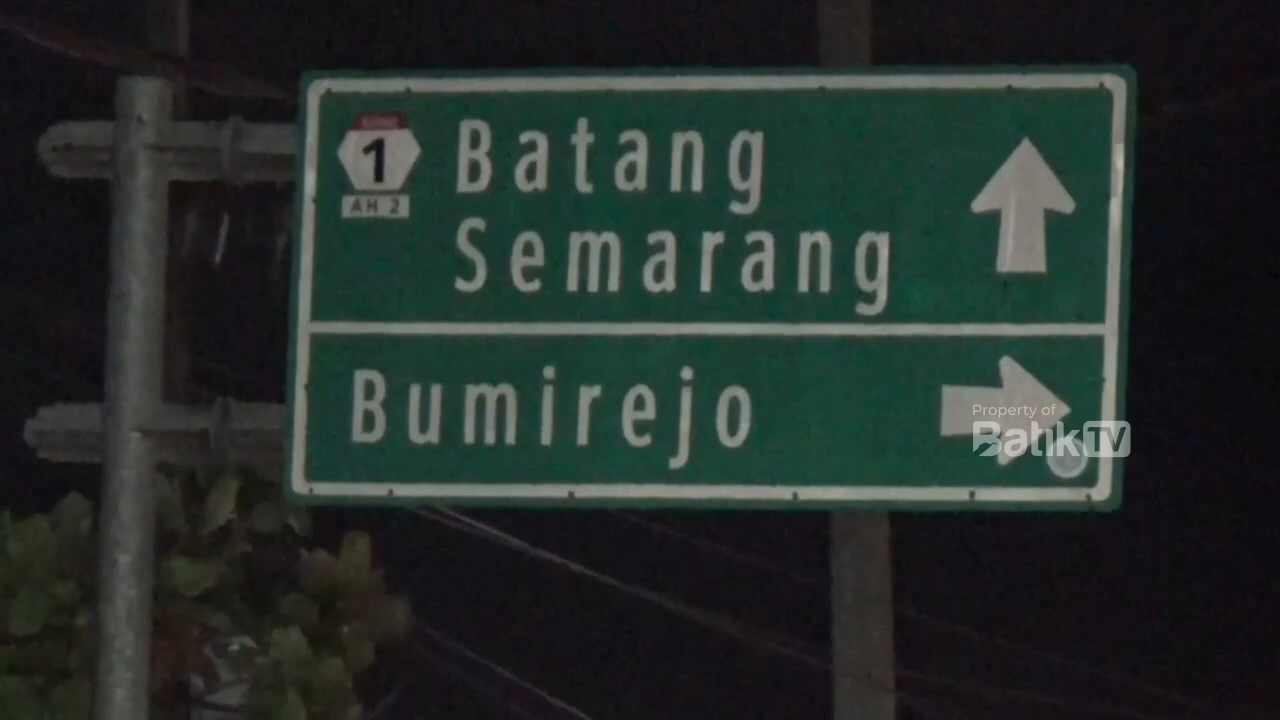 1
AH 2
Batang
Semarang
Bumirejo
Property of
BatikTV